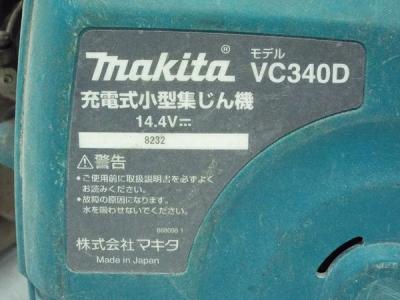 makita® モデル VC340D
充電式小型集じん機
14.4V⎓
8232
⚠警告
●ご使用前に取扱説明書を必ずよく
お読みください。
●故障の原因になります。
水を吸わせないでください。
株式会社マキタ
Made in Japan